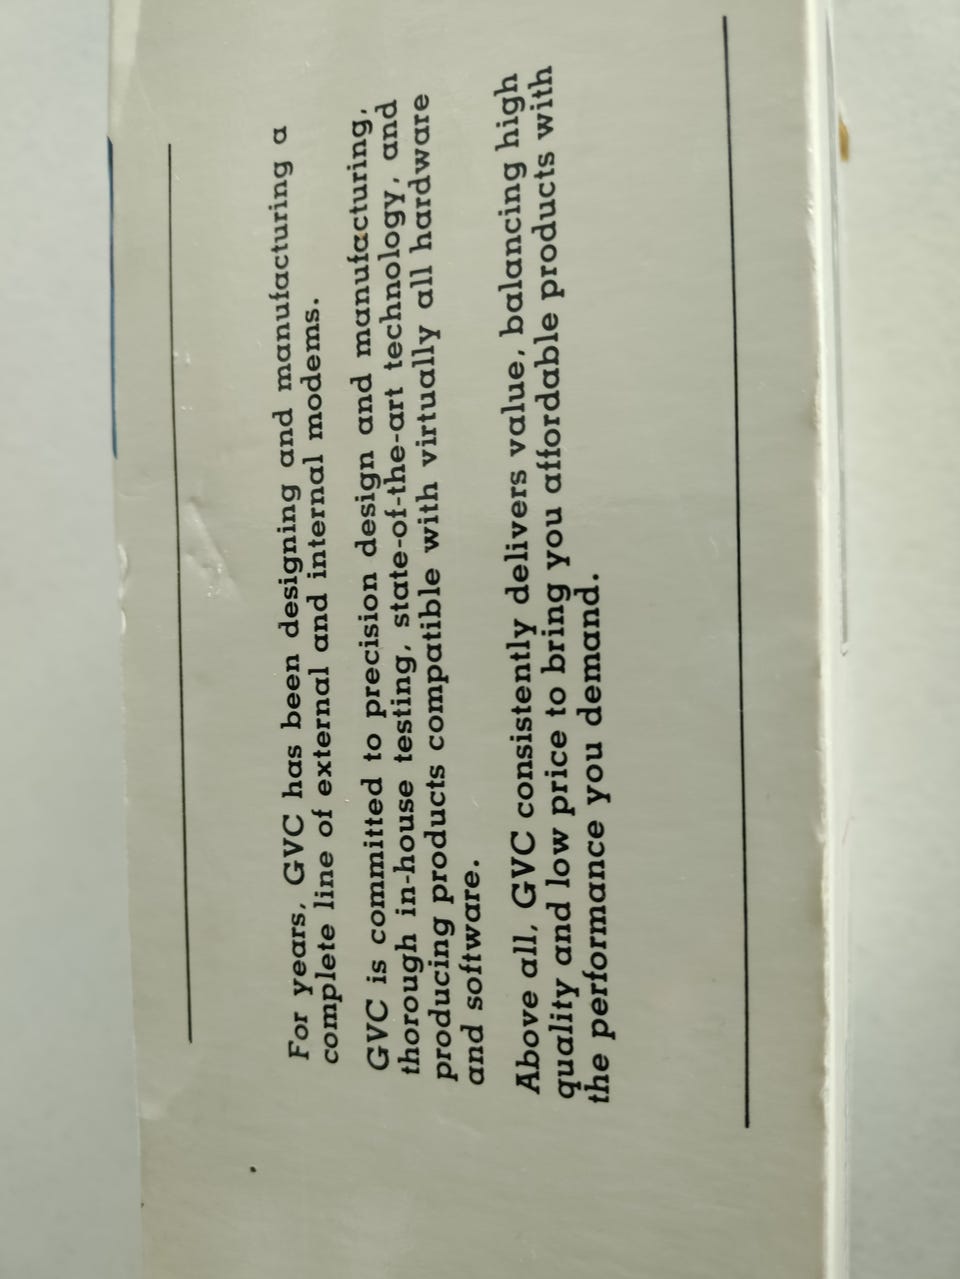 For years, GVC has been designing and manufacturing a
complete line of external and internal modems.
GVC is committed to precision design and manufacturing,
thorough in-house testing, state-of-the-art technology, and
producing products compatible with virtually all hardware
and software.
Above all, GVC consistently delivers value, balancing high
quality and low price to bring you affordable products with
the performance you demand.